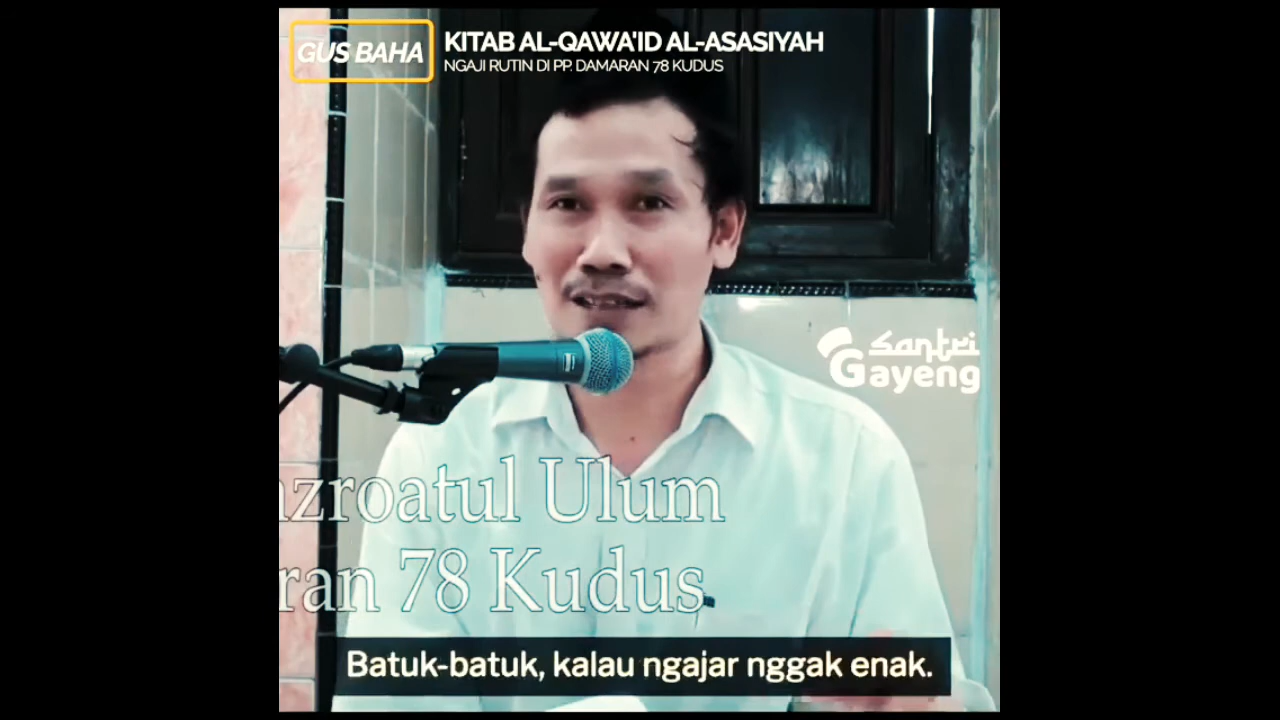 GUS BAHA
KITAB AL-QAWA'ID AL-ASASIYAH
NGAJI RUTIN DI PP. DAMARAN 78 KUDUS
Santri
Gayeng
azroatul Ulum
ran 78 Kudus
Batuk-batuk, kalau ngajar nggak enak.